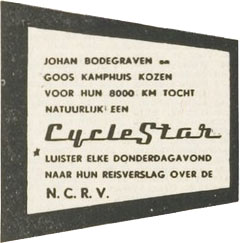 JOHAN BODEGRAVEN en
GOOS KAMPHUIS KOZEN
VOOR HUN 8000 KM TOCHT
NATUURLIJK EEN
CycleStar
* LUISTER ELKE DONDERDAGAVOND
NAAR HUN REISVERSLAG OVER DE
N. C. R. V.